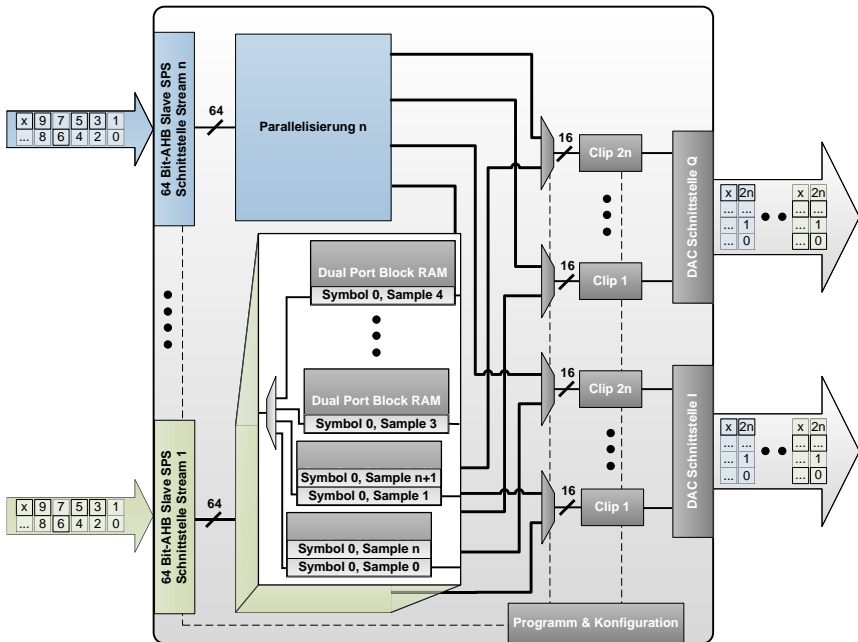 64 Bit-AHB Slave SPS
Schnittstelle Stream n
x 9 7 5 3 1
... 8 6 4 2 0
64
Parallelisierung n
16
Clip 2n
16
Clip 1
DAC Schnittstelle Q
x 2n
... ...
... 1
... 0
x 2n
... ...
... 1
... 0
Dual Port Block RAM
Symbol 0, Sample 4
Dual Port Block RAM
Symbol 0, Sample 3
Symbol 0, Sample n+1
Symbol 0, Sample 1
Symbol 0, Sample n
Symbol 0, Sample 0
16
Clip 2n
16
Clip 1
DAC Schnittstelle I
x 2n
... ...
... 1
... 0
x 2n
... ...
... 1
... 0
64 Bit-AHB Slave SPS
Schnittstelle Stream 1
x 9 7 5 3 1
... 8 6 4 2 0
64
Programm & Konfiguration